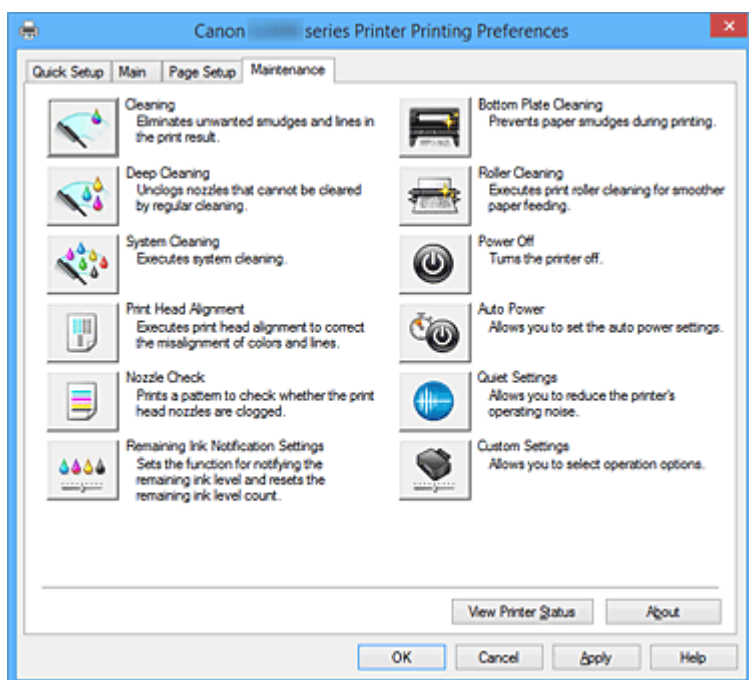 Canon series Printer Printing Preferences
Quick Setup Main Page Setup Maintenance
Cleaning
Eliminates unwanted smudges and lines in
the print result.
Deep Cleaning
Unclogs nozzles that cannot be cleared
by regular cleaning.
System Cleaning
Executes system cleaning.
Print Head Alignment
Executes print head alignment to correct
the misalignment of colors and lines.
Nozzle Check
Prints a pattern to check whether the print
head nozzles are clogged.
Remaining Ink Notification Settings
Sets the function for notifying the
remaining ink level and resets the
remaining ink level count.
Bottom Plate Cleaning
Prevents paper smudges during printing.
Roller Cleaning
Executes print roller cleaning for smoother
paper feeding.
Power Off
Turns the printer off.
Auto Power
Allows you to set the auto power settings.
Quiet Settings
Allows you to reduce the printer's
operating noise.
Custom Settings
Allows you to select operation options.
View Printer Status About
OK Cancel Apply Help